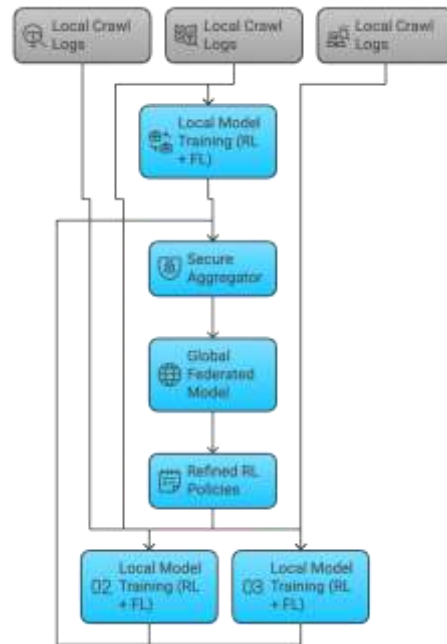 Local Crawl
Logs
Local Crawl
Logs
Local Crawl
Logs
Local Model
Training (RL
+ FL)
Secure
Aggregator
Global
Federated
Model
Refined RL
Policies
02
Local Model
Training (RL
+ FL)
03
Local Model
Training (RL
+ FL)